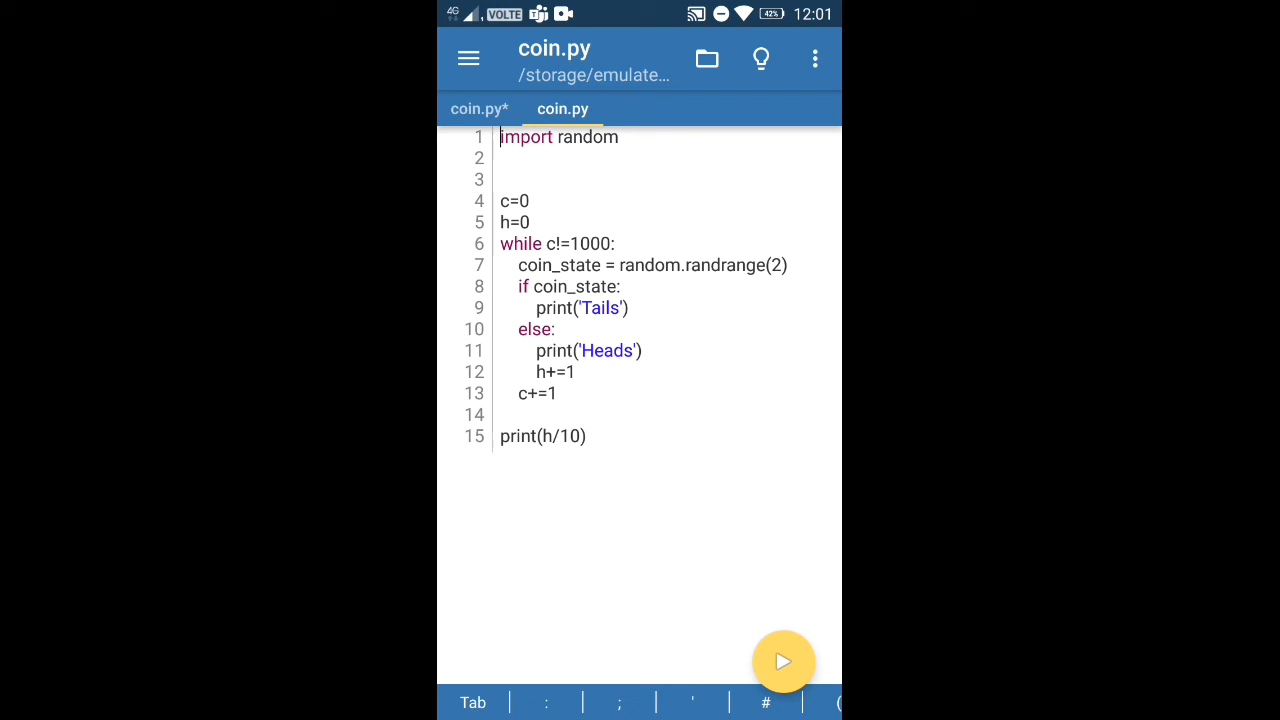 4G VOLTE 42% 12:01
coin.py
/storage/emulate...
coin.py* coin.py
1 import random
2
3
4 c=0
5 h=0
6 while c!=1000:
7 coin_state = random.randrange(2)
8 if coin_state:
9 print('Tails')
10 else:
11 print('Heads')
12 h+=1
13 c+=1
14
15 print(h/10)
Tab : ; ' # (